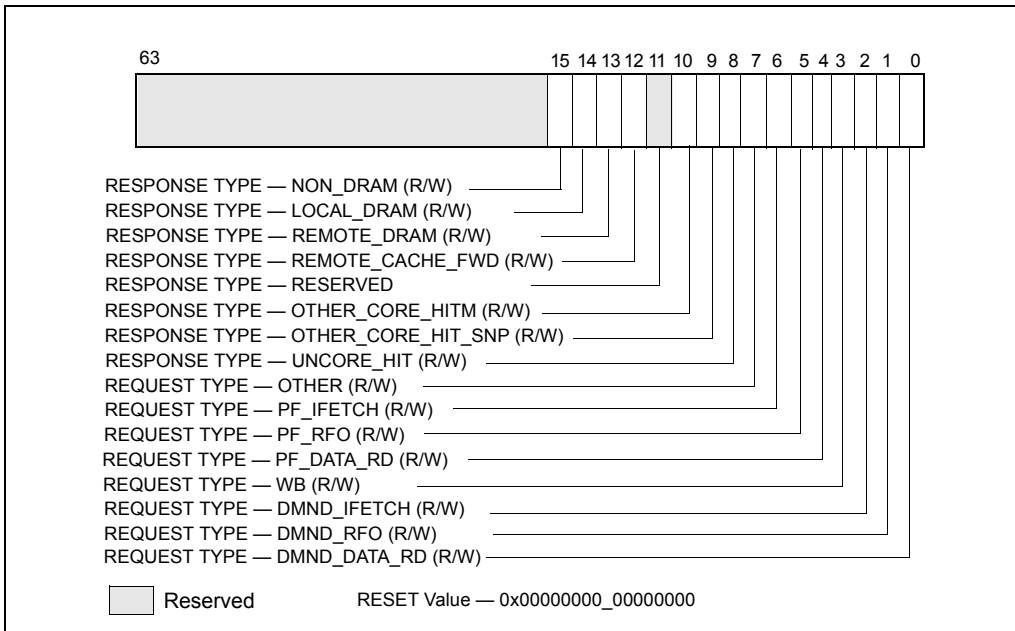 63 15 14 13 12 11 10 9 8 7 6 5 4 3 2 1 0
RESPONSE TYPE — NON_DRAM (R/W)
RESPONSE TYPE — LOCAL_DRAM (R/W)
RESPONSE TYPE — REMOTE_DRAM (R/W)
RESPONSE TYPE — REMOTE_CACHE_FWD (R/W)
RESPONSE TYPE — RESERVED
RESPONSE TYPE — OTHER_CORE_HITM (R/W)
RESPONSE TYPE — OTHER_CORE_HIT_SNP (R/W)
RESPONSE TYPE — UNCORE_HIT (R/W)
REQUEST TYPE — OTHER (R/W)
REQUEST TYPE — PF_IFETCH (R/W)
REQUEST TYPE — PF_RFO (R/W)
REQUEST TYPE — PF_DATA_RD (R/W)
REQUEST TYPE — WB (R/W)
REQUEST TYPE — DMND_IFETCH (R/W)
REQUEST TYPE — DMND_RFO (R/W)
REQUEST TYPE — DMND_DATA_RD (R/W)
Reserved RESET Value — 0x00000000_00000000